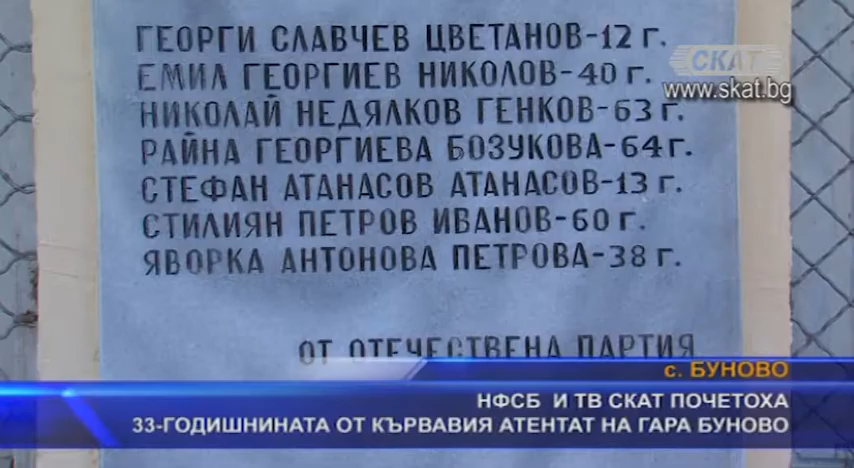 ГЕОРГИ СЛАВЧЕВ ЦВЕТАНОВ-12 г.
ЕМИЛ ГЕОРГИЕВ НИКОЛОВ-40 г.
НИКОЛАЙ НЕДЯЛКОВ ГЕНКОВ-63 г.
РАЙНА ГЕОРГИЕВА БОЗУКОВА-64 г.
СТЕФАН АТАНАСОВ АТАНАСОВ-13 г.
СТИЛИЯН ПЕТРОВ ИВАНОВ-60 г.
ЯВОРКА АНТОНОВА ПЕТРОВА-38 г.
СКАТ
www.skat.bg
ОТ ОТЕЧЕСТВЕНА ПАРТИЯ
с. БУНОВО
НФСБ И ТВ СКАТ ПОЧЕТОХА
33-ГОДИШНИНАТА ОТ КЪРВАВИЯ АТЕНТАТ НА ГАРА БУНОВО